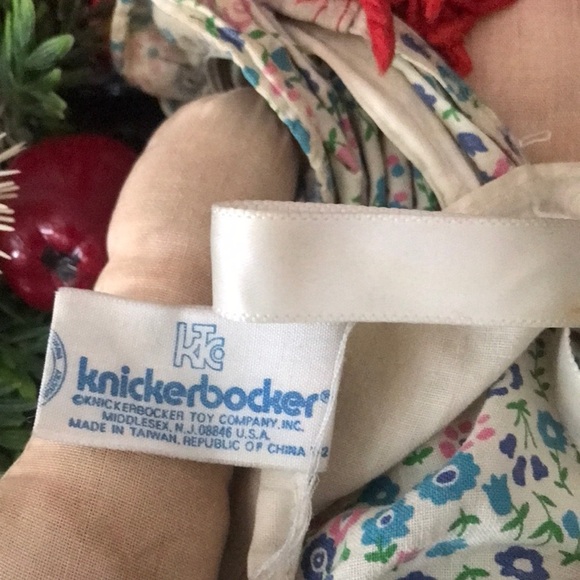 KTC
knickerbocker®
©KNICKERBOCKER TOY COMPANY, INC.
MIDDLESEX, N.J. 08846 U.S.A.
MADE IN TAIWAN, REPUBLIC OF CHINA